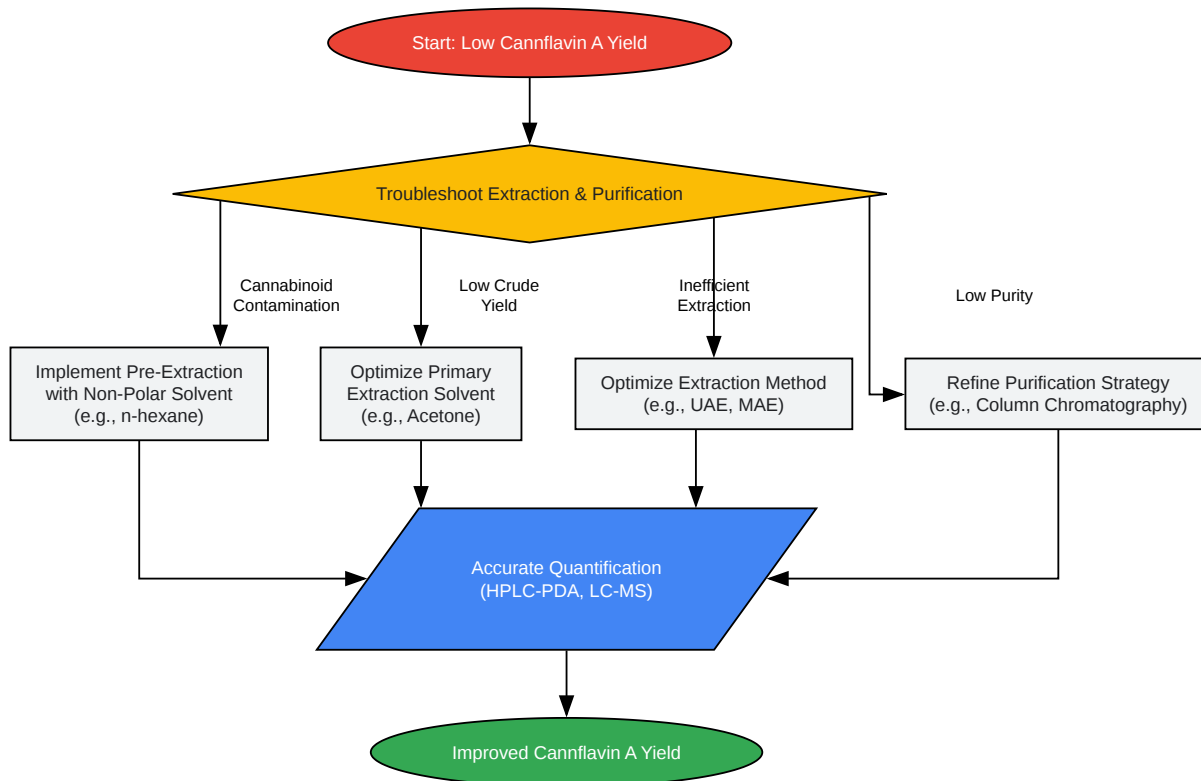 Start: Low Cannflavin A Yield
Troubleshoot Extraction & Purification
Cannabinoid
Contamination
Low Crude
Yield
Inefficient
Extraction
Low Purity
Implement Pre-Extraction
with Non-Polar Solvent
(e.g., n-hexane)
Optimize Primary
Extraction Solvent
(e.g., Acetone)
Optimize Extraction Method
(e.g., UAE, MAE)
Refine Purification Strategy
(e.g., Column Chromatography)
Accurate Quantification
(HPLC-PDA, LC-MS)
Improved Cannflavin A Yield